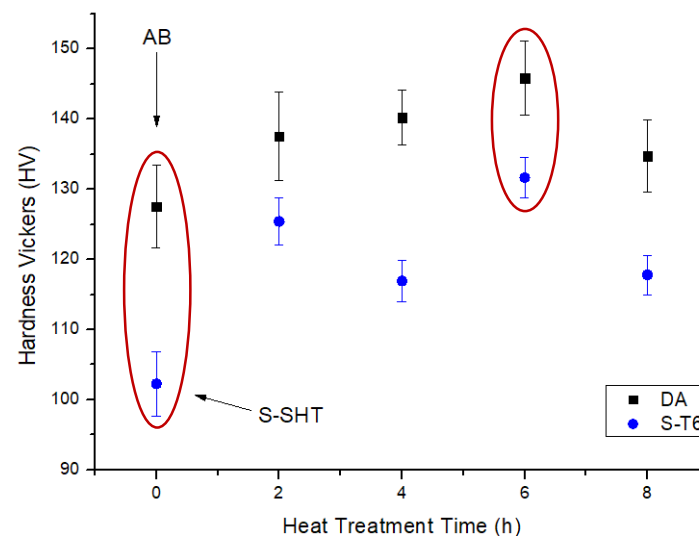 AB
150
140
130
120
110
100
90
Hardness Vickers (HV)
S-SHT
DA
S-T6
0
2
4
6
8
Heat Treatment Time (h)